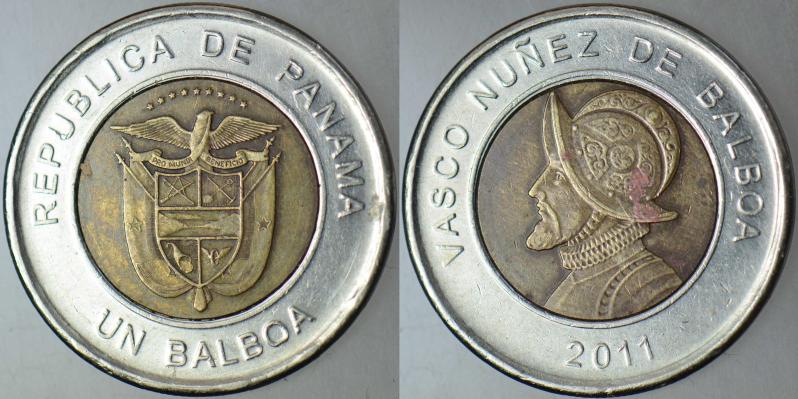 REPUBLICA DE PANAMA
PRO MUNDI BENEFICIO
UN BALBOA
VASCO NUÑEZ DE BALBOA
2011